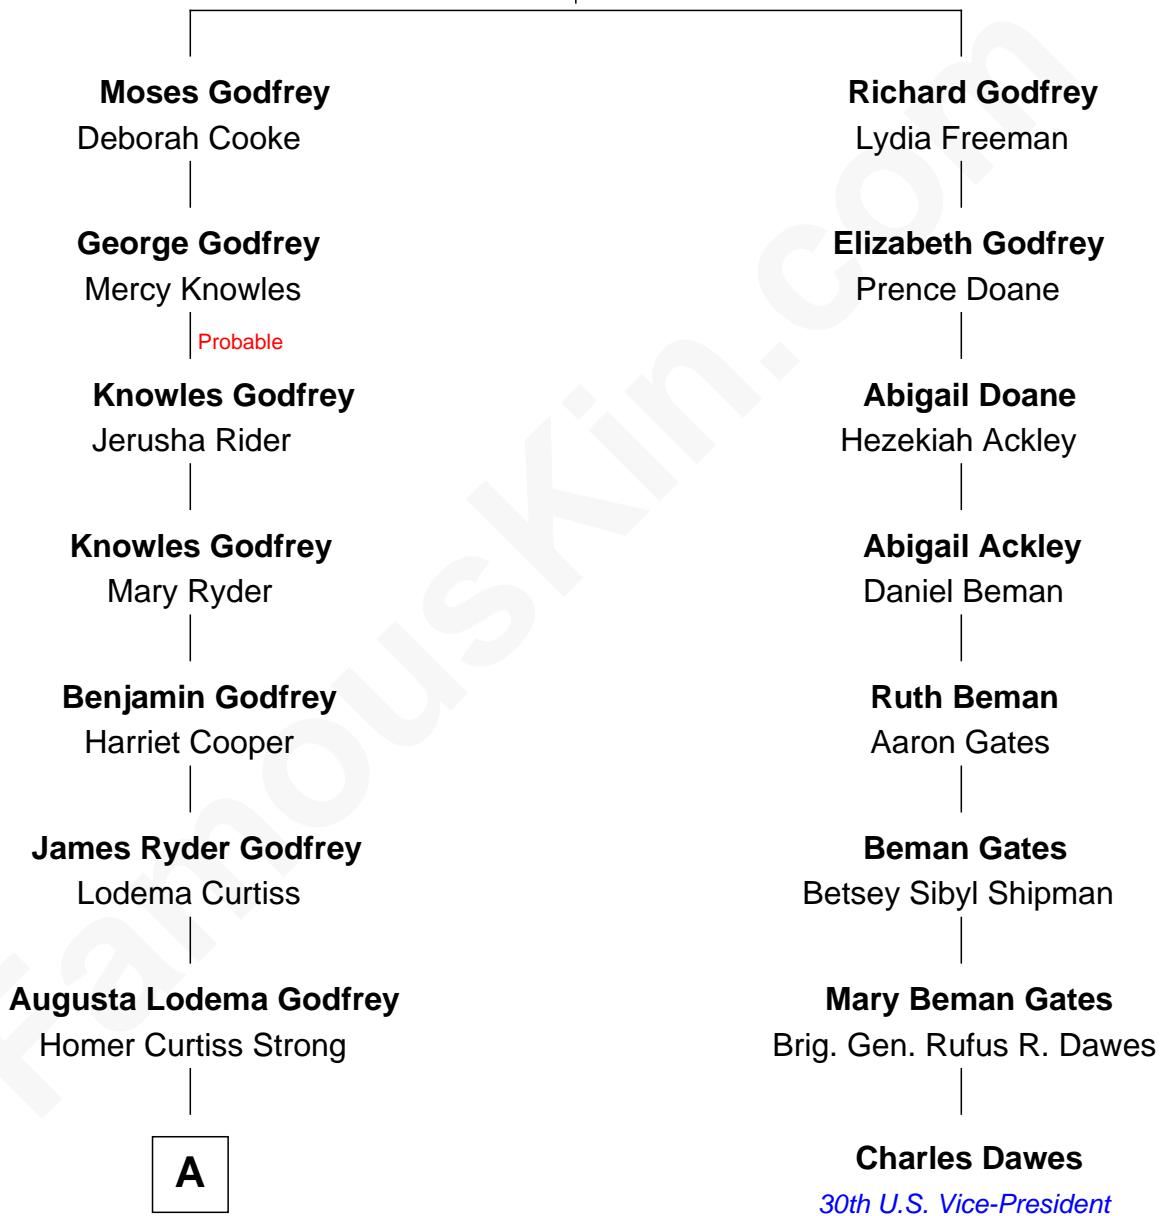 Moses Godfrey
Deborah Cooke
George Godfrey
Mercy Knowles
Probable
Knowles Godfrey
Jerusha Rider
Knowles Godfrey
Mary Ryder
Benjamin Godfrey
Harriet Cooper
James Ryder Godfrey
Lodema Curtiss
Augusta Lodema Godfrey
Homer Curtiss Strong
A
Richard Godfrey
Lydia Freeman
Elizabeth Godfrey
Prence Doane
Abigail Doane
Hezekiah Ackley
Abigail Ackley
Daniel Beman
Ruth Beman
Aaron Gates
Beman Gates
Betsey Sibyl Shipman
Mary Beman Gates
Brig. Gen. Rufus R. Dawes
Charles Dawes
30th U.S. Vice-President
FamousKin.com